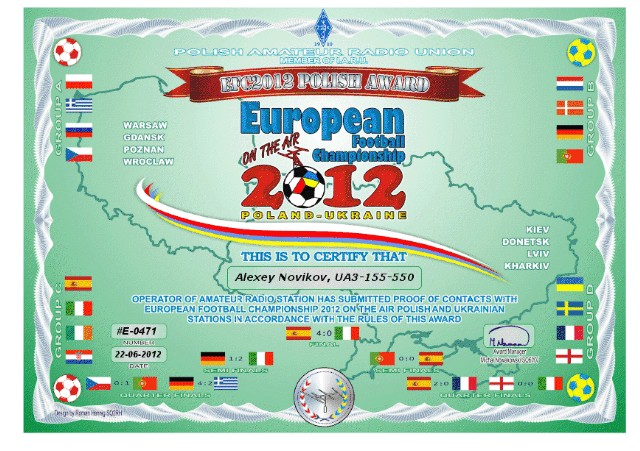 POLISH AMATEUR RADIO UNION
MEMBER OF I.A.R.U.
EFC2012 POLISH AWARD
GROUP A
GROUP B
European
ON THE AIR
Football
Championship
2012
POLAND-UKRAINE
WARSAW
GDANSK
POZNAN
WROCLAW
KIEV
DONETSK
LVIV
KHARKIV
THIS IS TO CERTIFY THAT
Alexey Novikov, UA3-155-550
OPERATOR OF AMATEUR RADIO STATION HAS SUBMITTED PROOF OF CONTACTS WITH
EUROPEAN FOOTBALL CHAMPIONSHIP 2012 ON THE AIR POLISH AND UKRAINIAN
STATIONS IN ACCORDANCE WITH THE RULES OF THIS AWARD
GROUP C
GROUP D
#E-0471
NUMBER
22-06-2012
DATE
4:0
FINAL
Award Manager
1:2
SEMI FINALS
0:0
SEMI FINALS
0:1
4:2
QUARTER FINALS
2:0
0:0
QUARTER FINALS